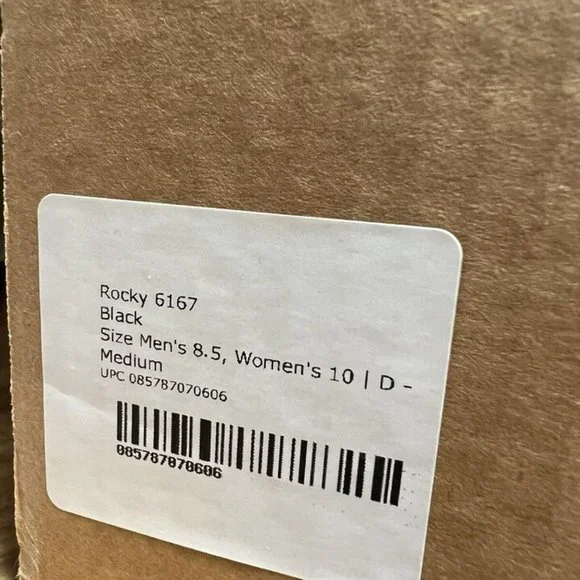 Rocky 6167
Black
Size Men's 8.5, Women's 10 | D -
Medium
UPC 085787070606
085787070606